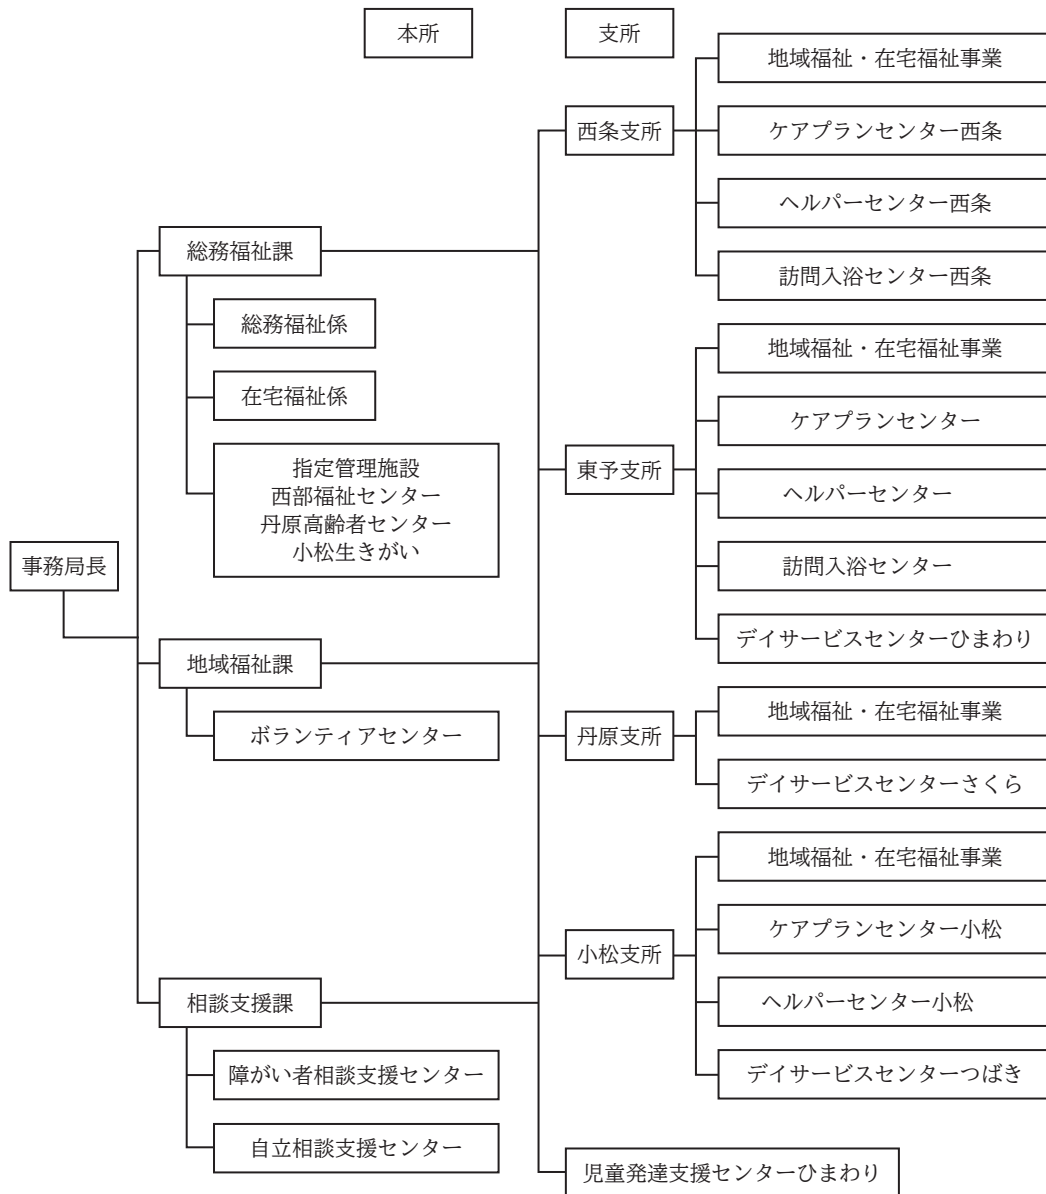 本所
支所
事務局長
総務福祉課
総務福祉係
在宅福祉係
指定管理施設
西部福祉センター
丹原高齢者センター
小松生きがい
地域福祉課
ボランティアセンター
相談支援課
障がい者相談支援センター
自立相談支援センター
西条支所
地域福祉・在宅福祉事業
ケアプランセンター西条
ヘルパーセンター西条
訪問入浴センター西条
東予支所
地域福祉・在宅福祉事業
ケアプランセンター
ヘルパーセンター
訪問入浴センター
デイサービスセンターひまわり
丹原支所
地域福祉・在宅福祉事業
デイサービスセンターさくら
小松支所
地域福祉・在宅福祉事業
ケアプランセンター小松
ヘルパーセンター小松
デイサービスセンターつばき
児童発達支援センターひまわり